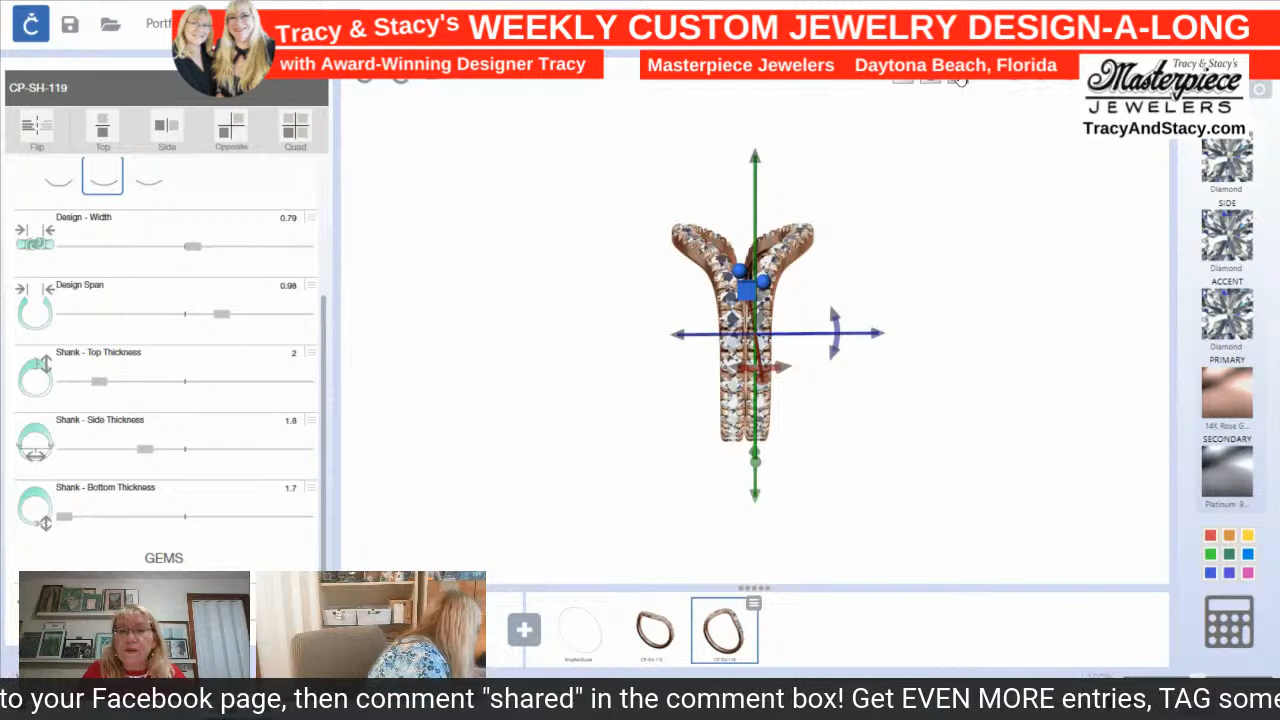 Tracy & Stacy's WEEKLY CUSTOM JEWELRY DESIGN-A-LONG
with Award-Winning Designer Tracy
Masterpiece Jewelers Daytona Beach, Florida
Tracy & Stacy's
Masterpiece
JEWELERS
TracyAndStacy.com
CP-SH-119
Flip Top Side Opposite Quad
Design - Width 0.79
Design Span 0.98
Shank - Top Thickness 2
Shank - Side Thickness 1.8
Shank - Bottom Thickness 1.7
GEMS
Diamond
SIDE
Diamond
ACCENT
Diamond
PRIMARY
14K Rose G...
SECONDARY
Platinum 9...
to your Facebook page, then comment "shared" in the comment box! Get EVEN MORE entries, TAG some